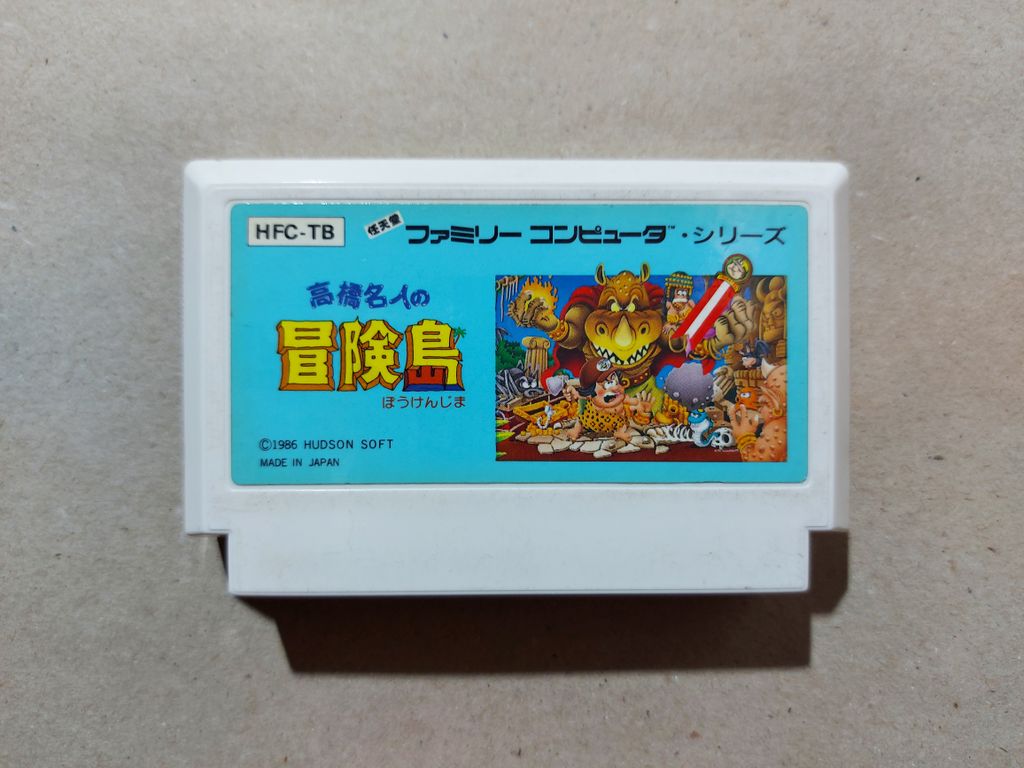 HFC-TB
任天堂 ファミリー コンピュータ™・シリーズ
高橋名人の
冒険島
ぼうけんじま
©1986 HUDSON SOFT
MADE IN JAPAN